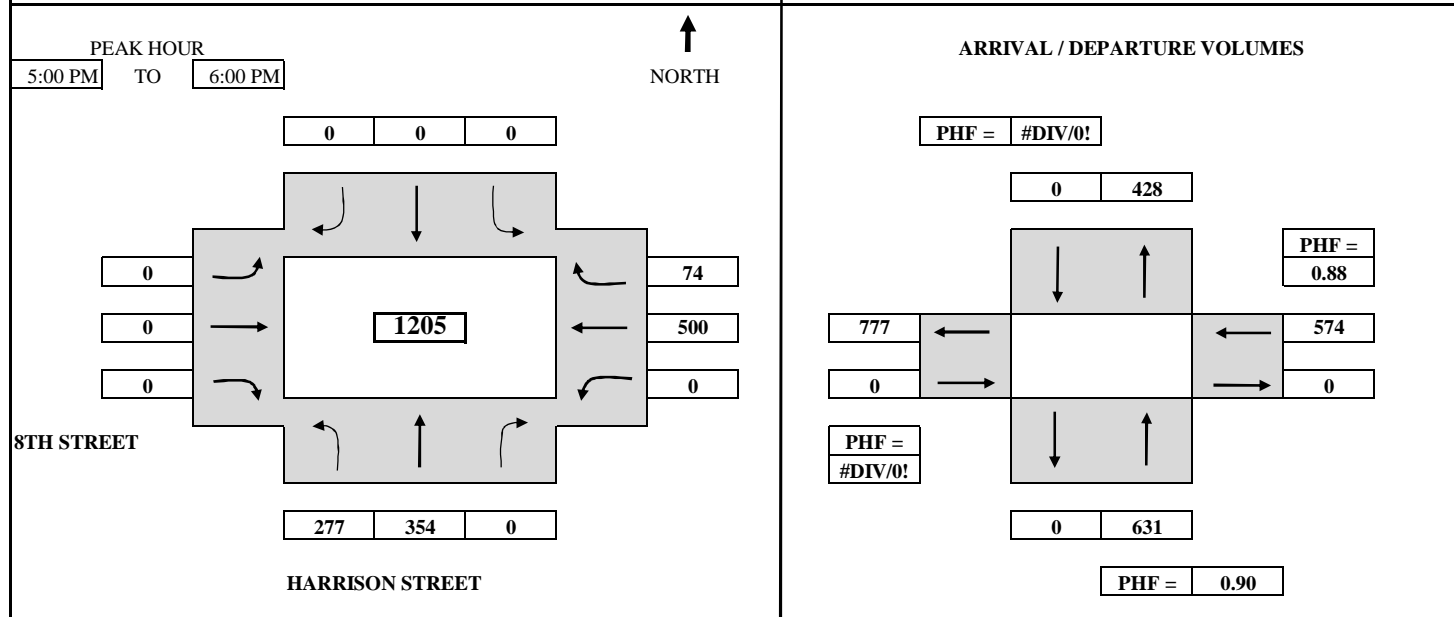 PEAK HOUR
5:00 PM TO 6:00 PM
NORTH
0 0 0
0 74
0 1205 500
0 0
8TH STREET
277 354 0
HARRISON STREET
ARRIVAL / DEPARTURE VOLUMES
PHF = #DIV/0!
0 428
PHF =
0.88
777 574
0 0
PHF =
#DIV/0!
0 631
PHF = 0.90